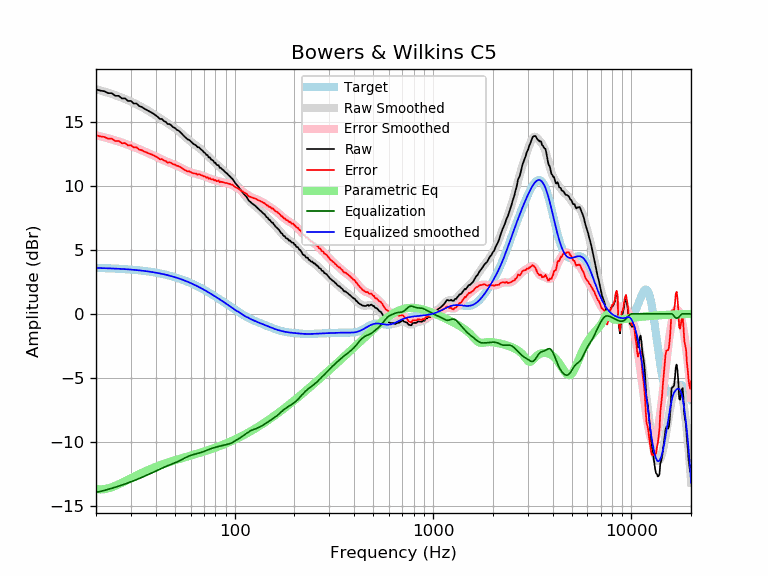 Bowers & Wilkins C5
Target
Raw Smoothed
Error Smoothed
Raw
Error
Parametric Eq
Equalization
Equalized smoothed
Amplitude (dBr)
15
10
5
0
−5
−10
−15
100
1000
10000
Frequency (Hz)